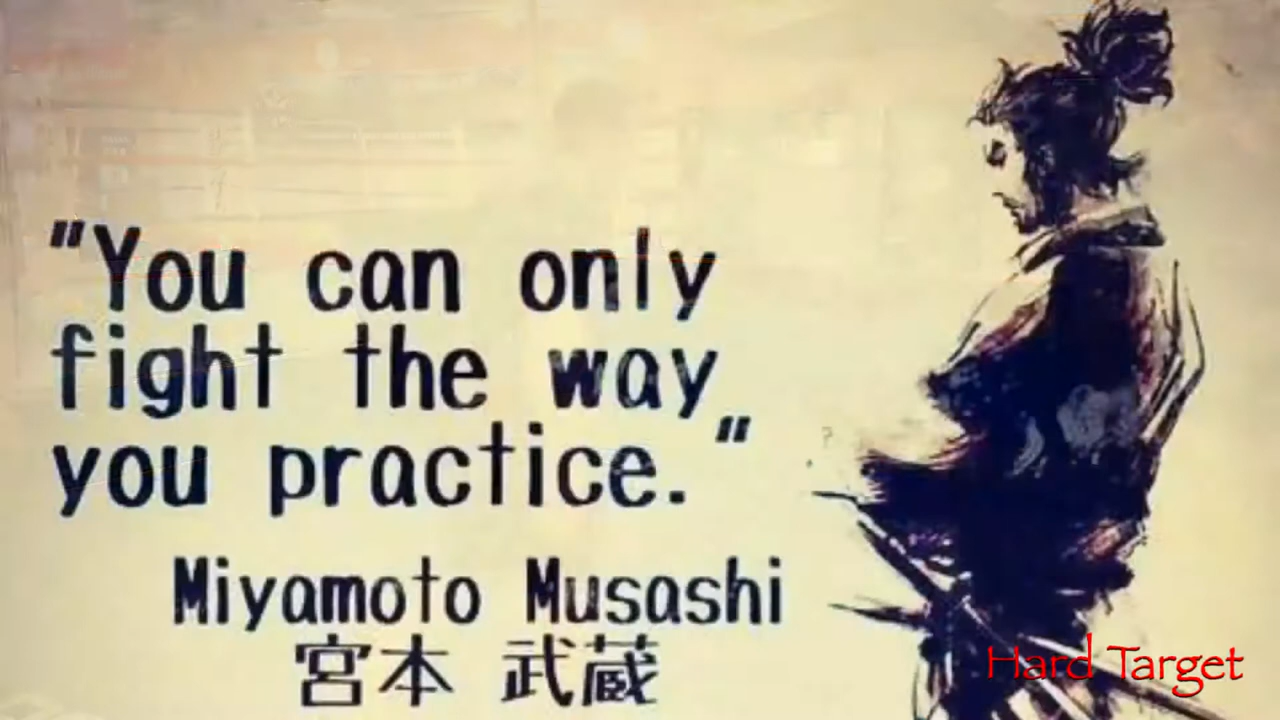 "You can only
fight the way
you practice."
Miyamoto Musashi
宮本 武蔵
Hard Target